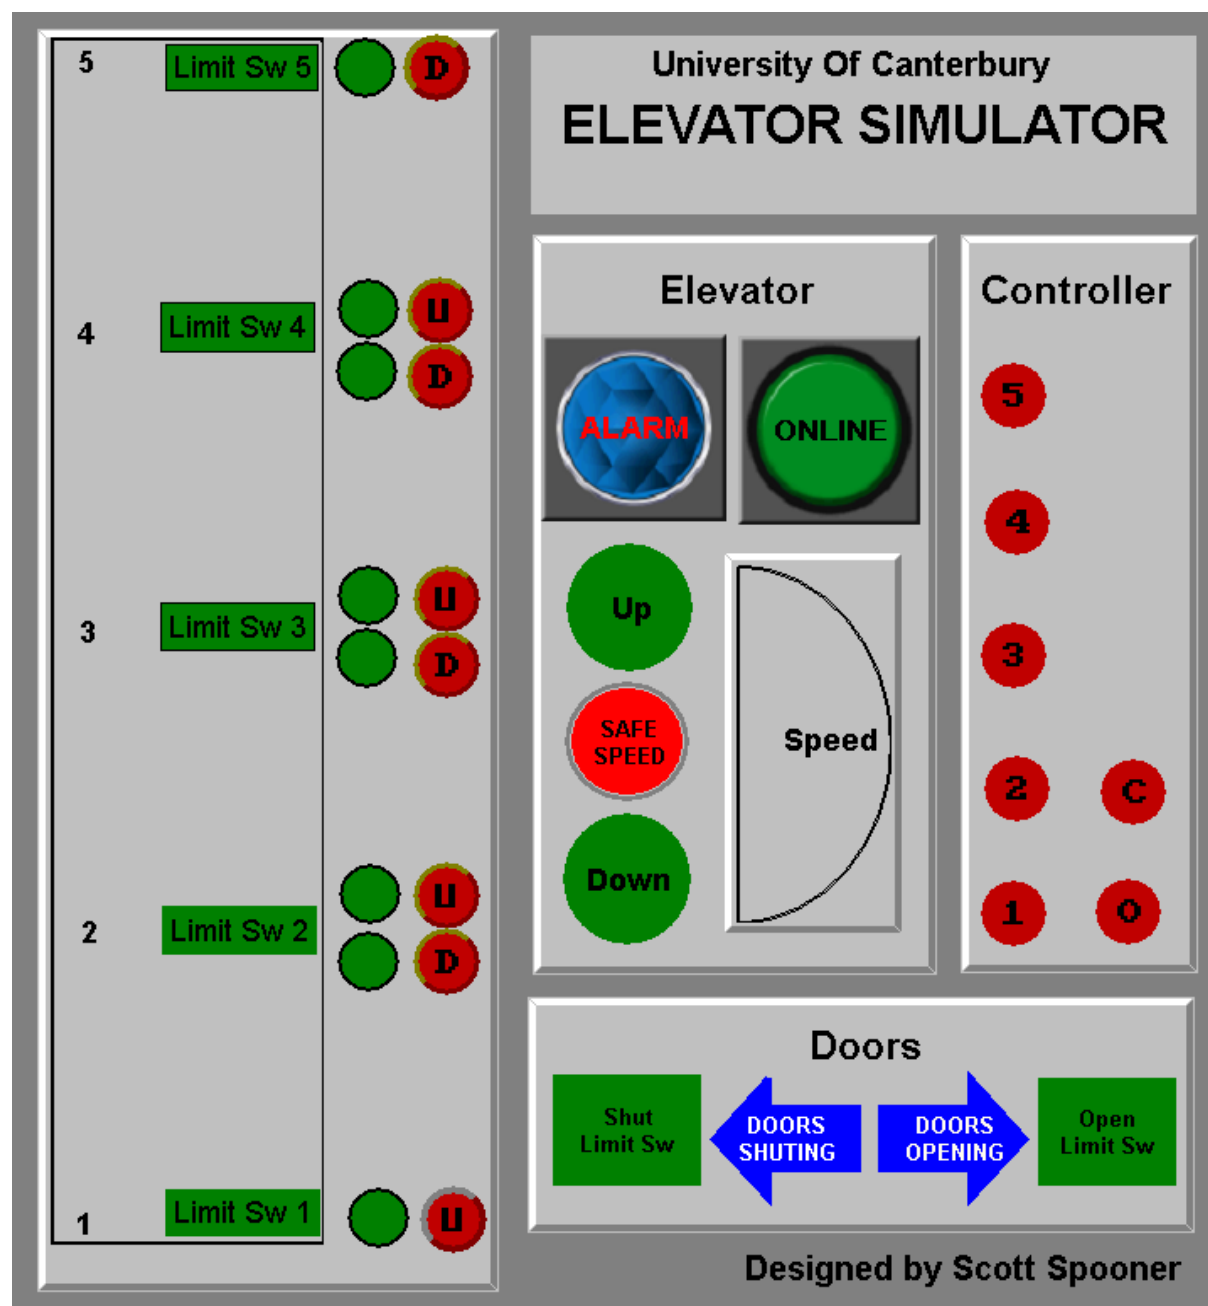 University Of Canterbury
ELEVATOR SIMULATOR
5
Limit Sw 5
D
4
Limit Sw 4
U
D
3
Limit Sw 3
U
D
2
Limit Sw 2
U
D
1
Limit Sw 1
U
Elevator
ALARM
ONLINE
Up
SAFE
SPEED
Down
Speed
Controller
5
4
3
2
C
1
O
Doors
Shut
Limit Sw
DOORS
SHUTING
DOORS
OPENING
Open
Limit Sw
Designed by Scott Spooner